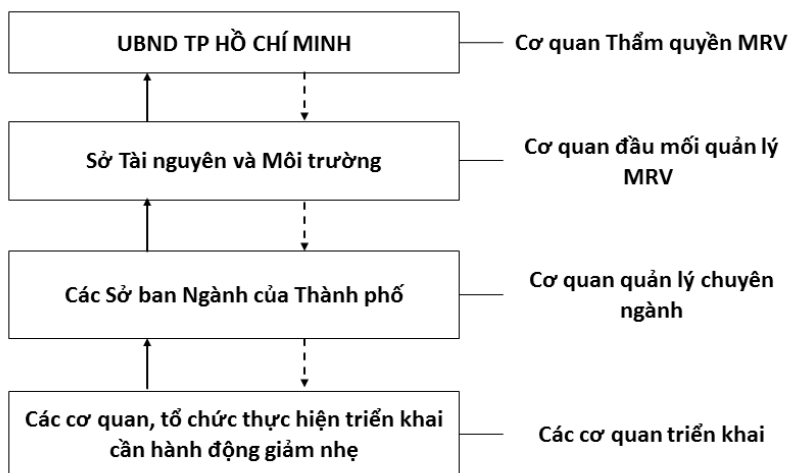 UBND TP HỒ CHÍ MINH
Cơ quan Thẩm quyền MRV
Sở Tài nguyên và Môi trường
Cơ quan đầu mối quản lý
MRV
Các Sở ban Ngành của Thành phố
Cơ quan quản lý chuyên
ngành
Các cơ quan, tổ chức thực hiện triển khai
cần hành động giảm nhẹ
Các cơ quan triển khai